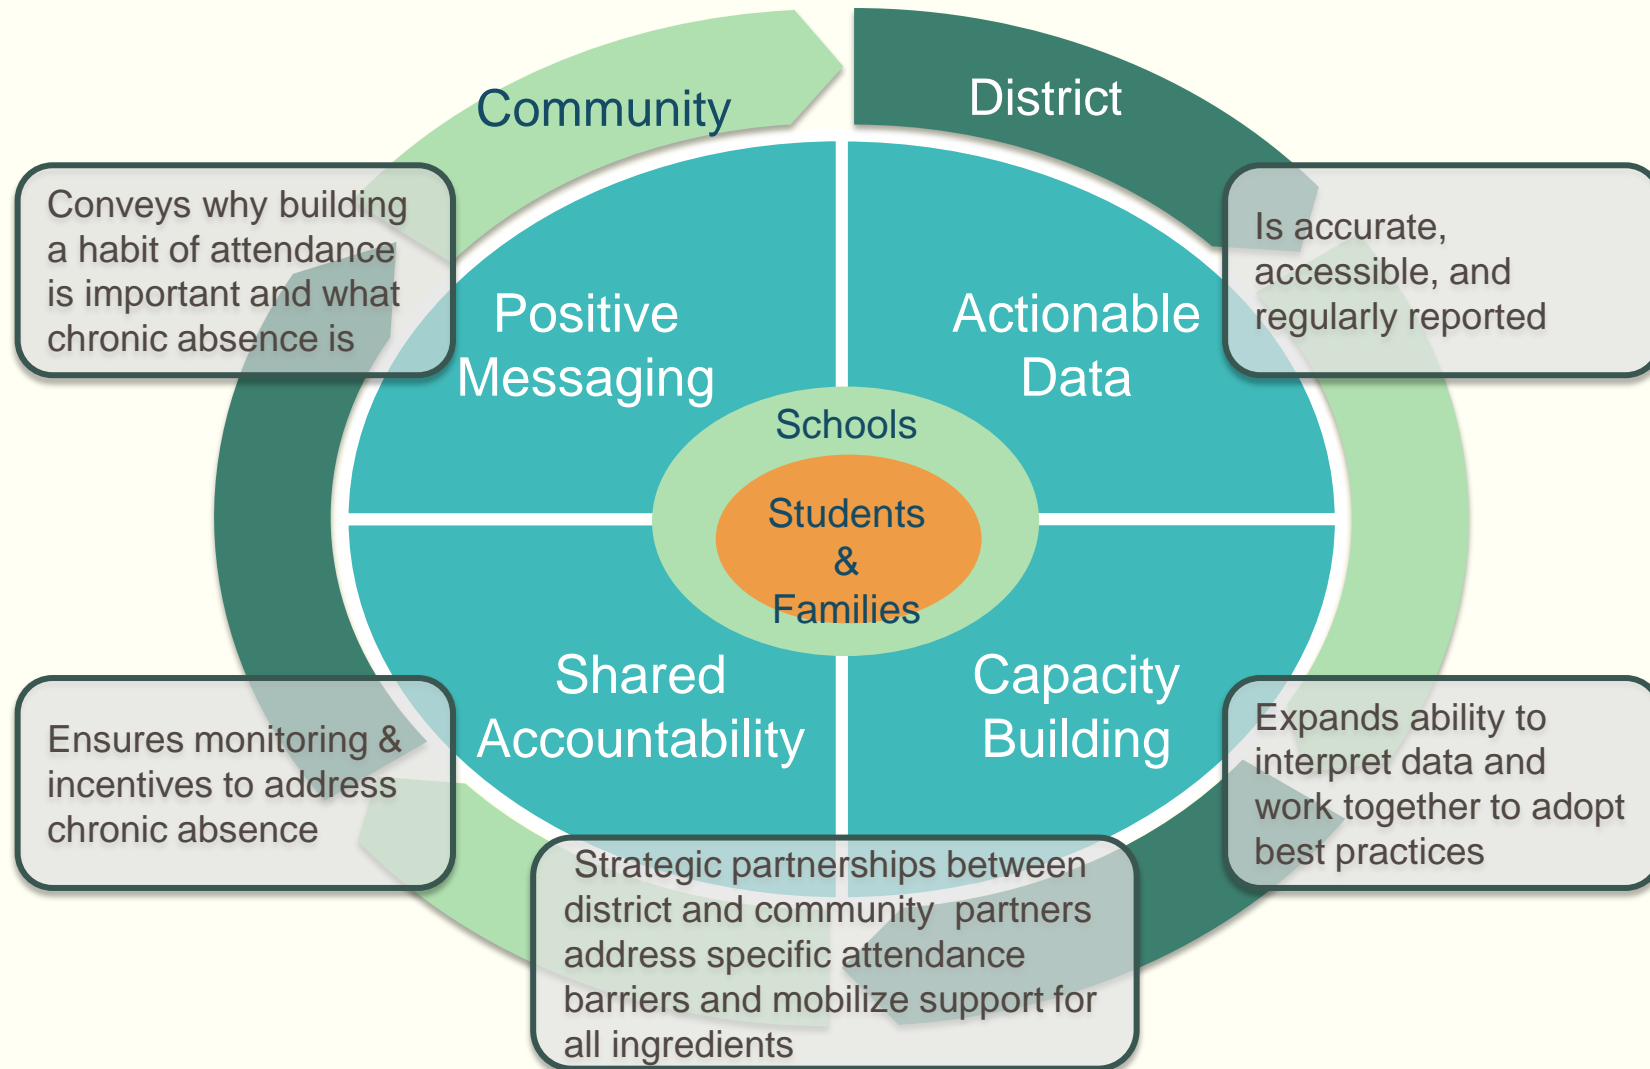 Community
District
Conveys why building
a habit of attendance
is important and what
chronic absence is
Is accurate,
accessible, and
regularly reported
Positive
Messaging
Actionable
Data
Schools
Students
&
Families
Shared
Accountability
Capacity
Building
Ensures monitoring &
incentives to address
chronic absence
Expands ability to
interpret data and
work together to adopt
best practices
Strategic partnerships between
district and community  partners
address specific attendance
barriers and mobilize support for
all ingredients